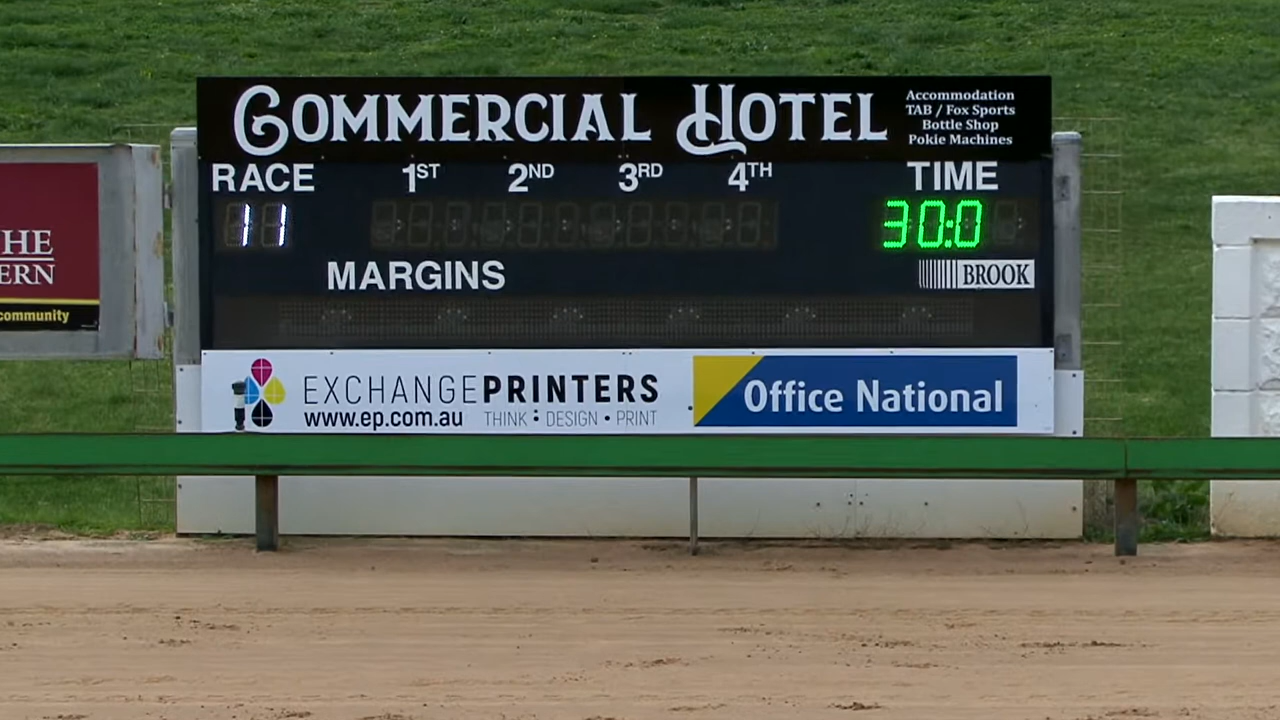 COMMERCIAL HOTEL
Accommodation
TAB / Fox Sports
Bottle Shop
Pokie Machines
RACE 1ST 2ND 3RD 4TH TIME
11 30:0
MARGINS
BROOK
HE
ERN
community
EXCHANGEPRINTERS
www.ep.com.au THINK : DESIGN • PRINT
Office National